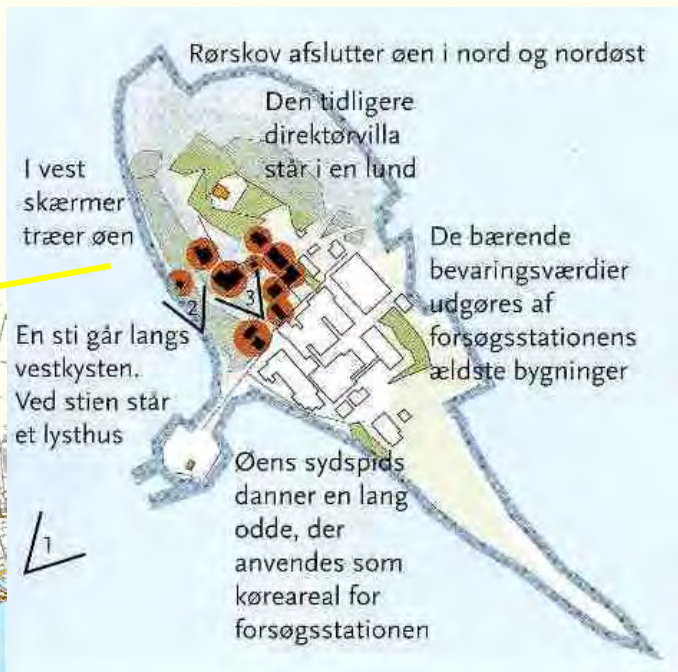 Rørskov afslutter øen i nord og nordøst
Den tidligere
direktørvilla
står i en lund
I vest
skærmer
træer øen
De bærende
bevaringsværdier
udgøres af
forsøgsstationens
ældste bygninger
2
3
En sti går langs
vestkysten.
Ved stien står
et lysthus
Øens sydspids
danner en lang
odde, der
anvendes som
køreareal for
forsøgsstationen
1